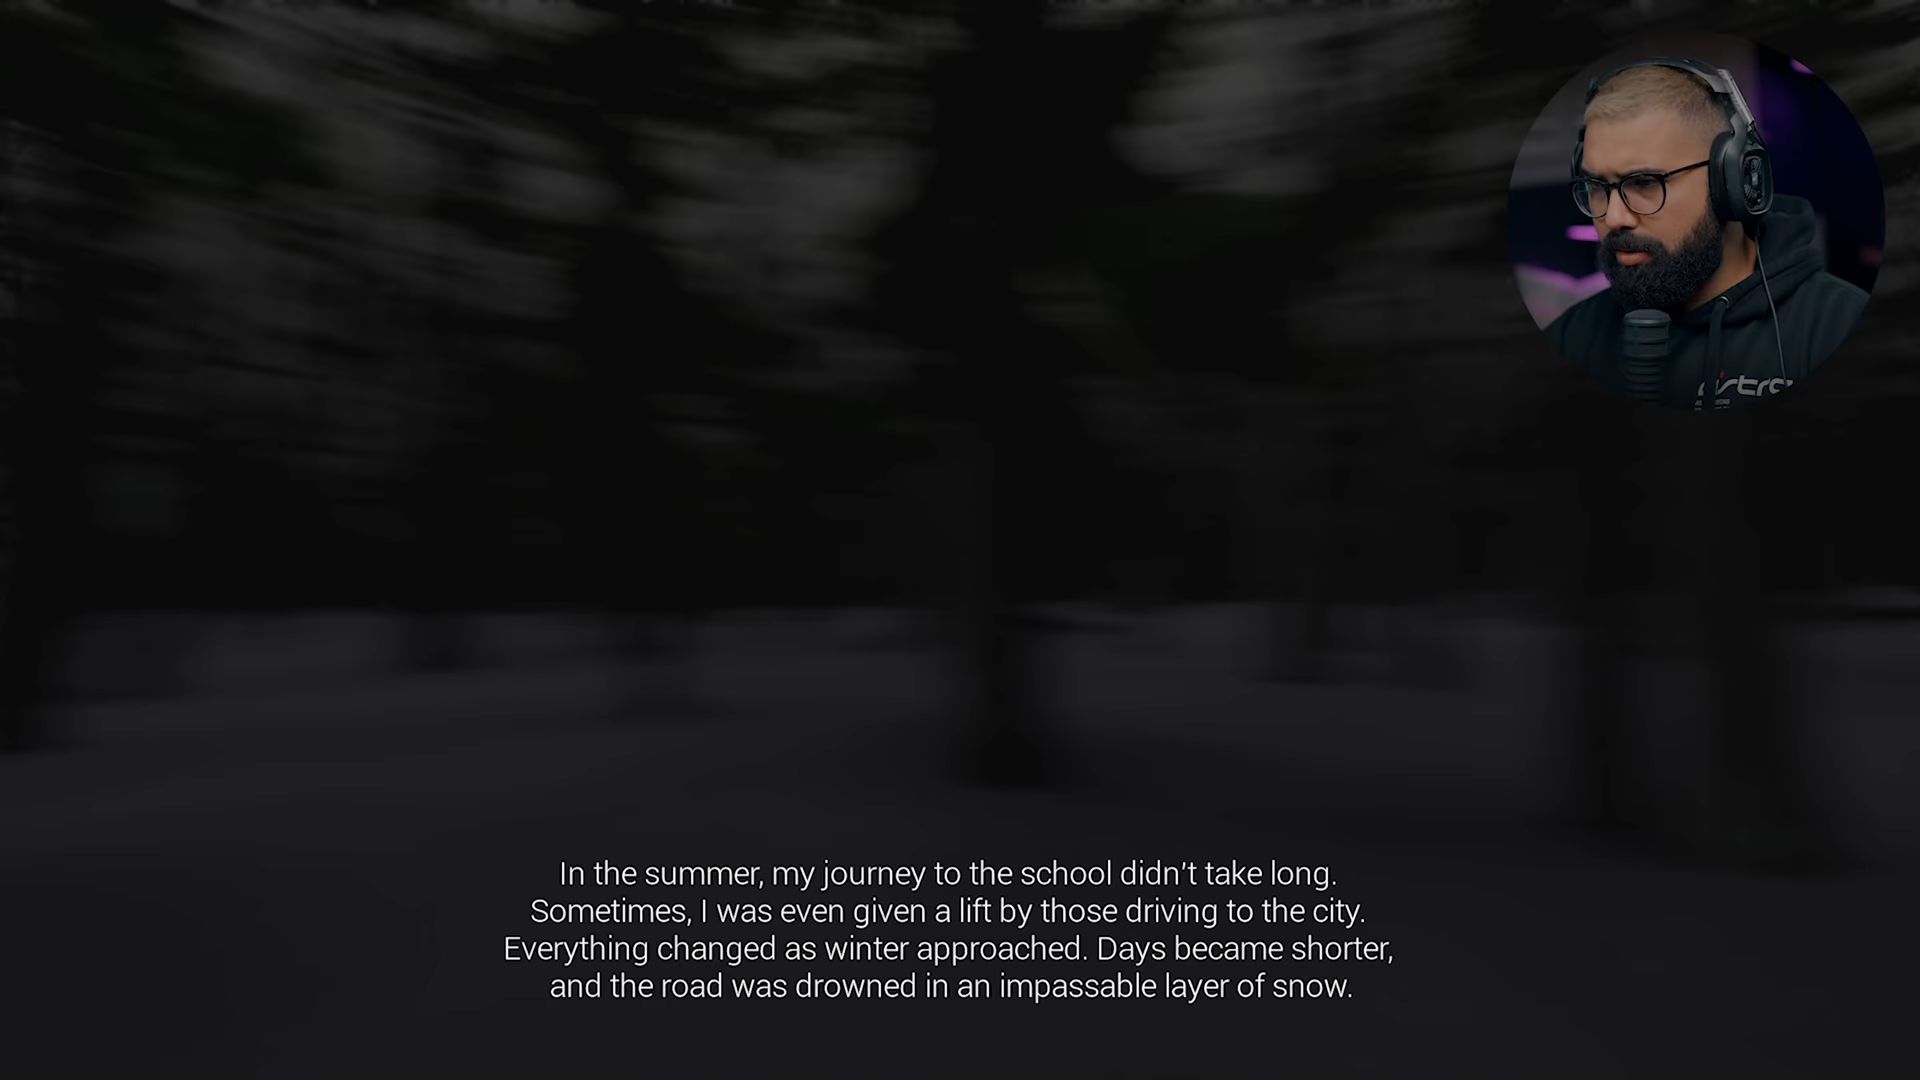 In the summer, my journey to the school didn't take long.
Sometimes, I was even given a lift by those driving to the city.
Everything changed as winter approached. Days became shorter,
and the road was drowned in an impassable layer of snow.